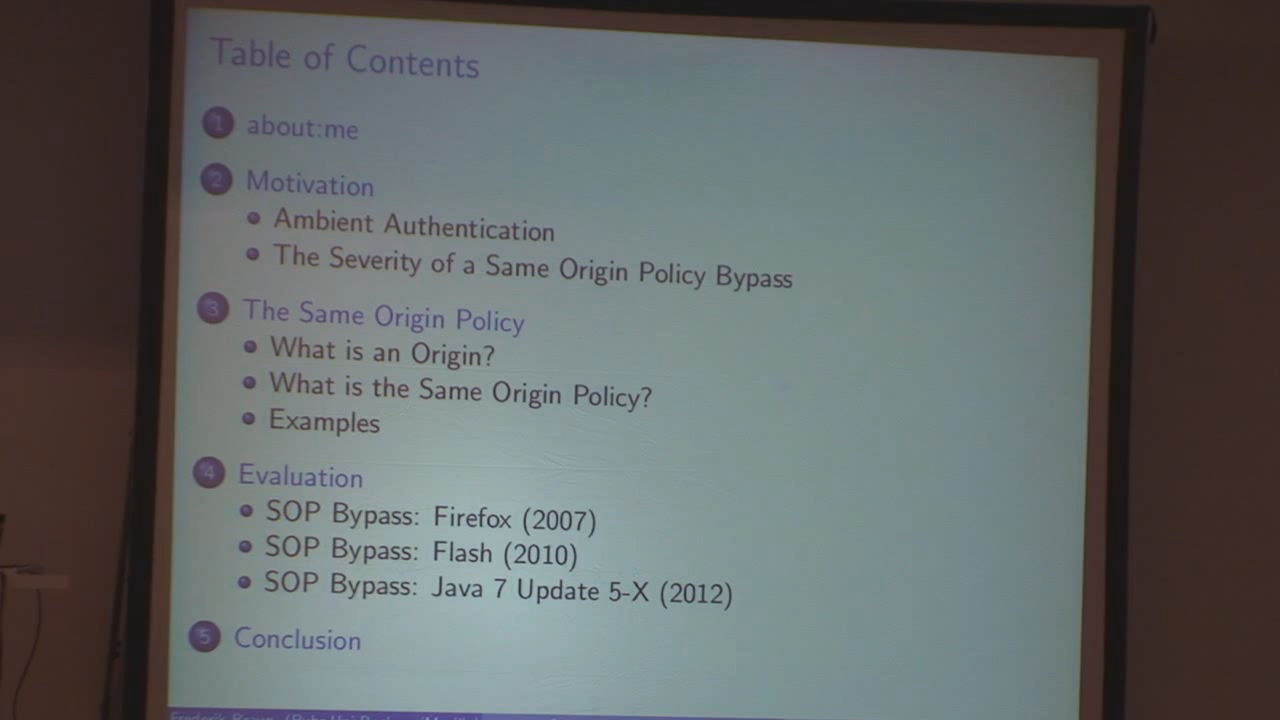 Table of Contents
1 about:me
2 Motivation
Ambient Authentication
The Severity of a Same Origin Policy Bypass
3 The Same Origin Policy
What is an Origin?
What is the Same Origin Policy?
Examples
4 Evaluation
SOP Bypass: Firefox (2007)
SOP Bypass: Flash (2010)
SOP Bypass: Java 7 Update 5-X (2012)
5 Conclusion